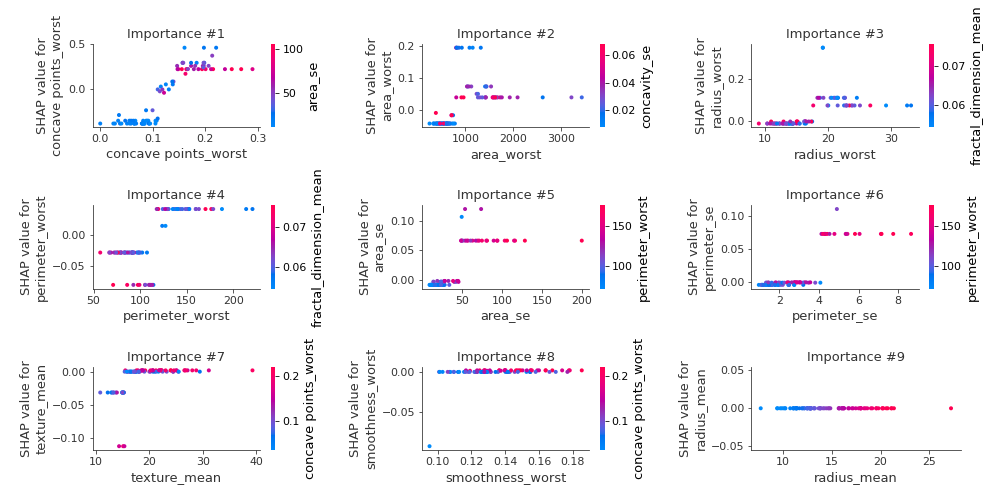 Importance #1
SHAP value for
concave points_worst
0.5
0.0
0.0
0.1
0.2
0.3
concave points_worst
100
50
area_se
Importance #2
SHAP value for
area_worst
0.2
0.1
0.0
1000
2000
3000
area_worst
0.06
0.04
0.02
concavity_se
Importance #3
SHAP value for
radius_worst
0.2
0.0
10
20
30
radius_worst
0.07
0.06
fractal_dimension_mean
Importance #4
SHAP value for
perimeter_worst
0.00
−0.05
50
100
150
200
perimeter_worst
0.07
0.06
fractal_dimension_mean
Importance #5
SHAP value for
area_se
0.10
0.05
0.00
50
100
150
200
area_se
150
100
perimeter_worst
Importance #6
SHAP value for
perimeter_se
0.10
0.05
0.00
2
4
6
8
perimeter_se
150
100
perimeter_worst
Importance #7
SHAP value for
texture_mean
0.00
−0.05
−0.10
10
20
30
40
texture_mean
0.2
0.1
concave points_worst
Importance #8
SHAP value for
smoothness_worst
0.00
−0.05
0.10
0.12
0.14
0.16
0.18
smoothness_worst
0.2
0.1
concave points_worst
Importance #9
SHAP value for
radius_mean
0.05
0.00
−0.05
10
15
20
25
radius_mean